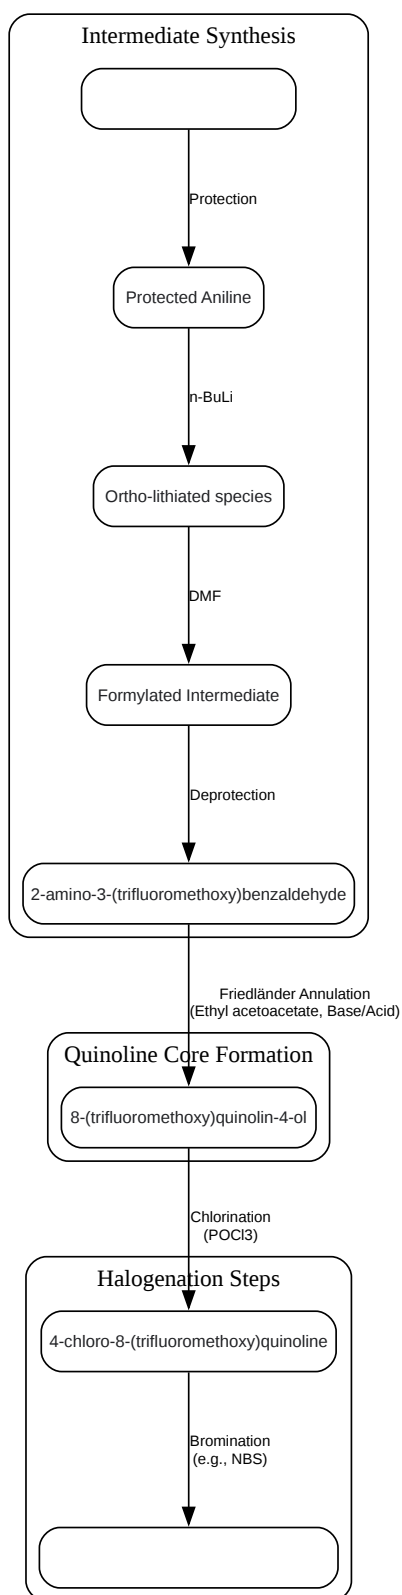 Intermediate Synthesis
Protection
Protected Aniline
n-BuLi
Ortho-lithiated species
DMF
Formylated Intermediate
Deprotection
2-amino-3-(trifluoromethoxy)benzaldehyde
Friedländer Annulation
(Ethyl acetoacetate, Base/Acid)
Quinoline Core Formation
8-(trifluoromethoxy)quinolin-4-ol
Chlorination
(POCl3)
Halogenation Steps
4-chloro-8-(trifluoromethoxy)quinoline
Bromination
(e.g., NBS)